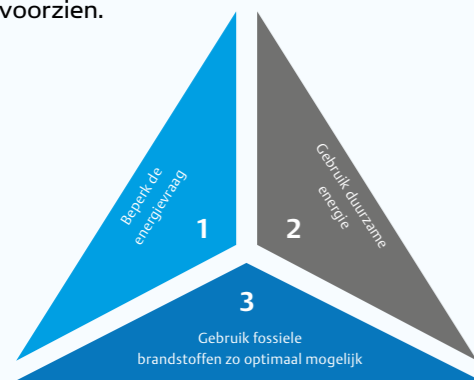 voorzien.
Beperk de
energievraag
1
Gebruik duurzame
energie
2
3
Gebruik fossiele
brandstoffen zo optimaal mogelijk